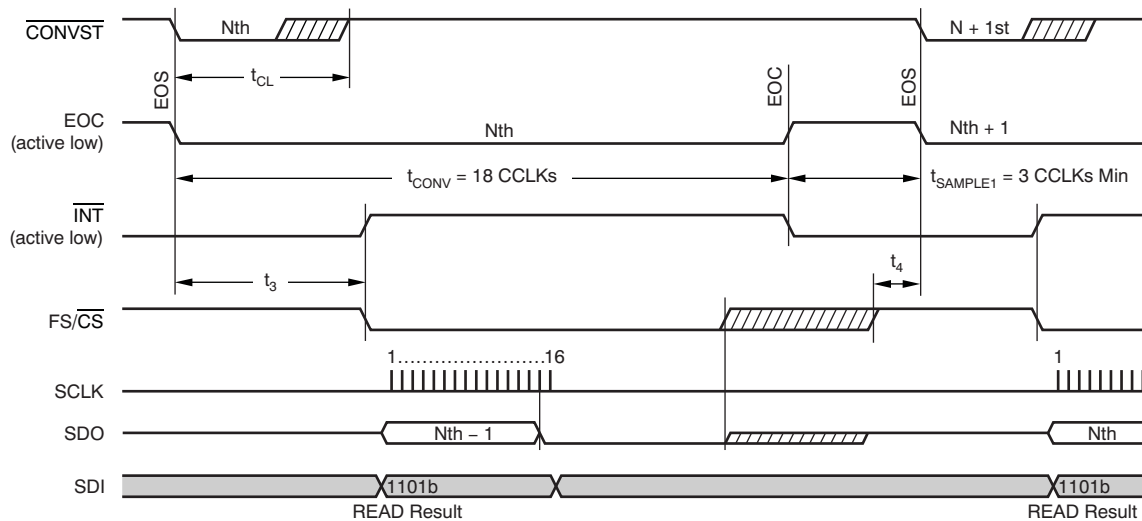 CONVST
Nth
N + 1st
EOS
t_CL
EOC
EOS
EOC
(active low)
Nth
Nth + 1
t_CONV = 18 CCLKs
t_SAMPLE1 = 3 CCLKs Min
INT
(active low)
t_3
t_4
FS/CS
1.......................16
1
SCLK
SDO
Nth − 1
Nth
SDI
1101b
1101b
READ Result
READ Result